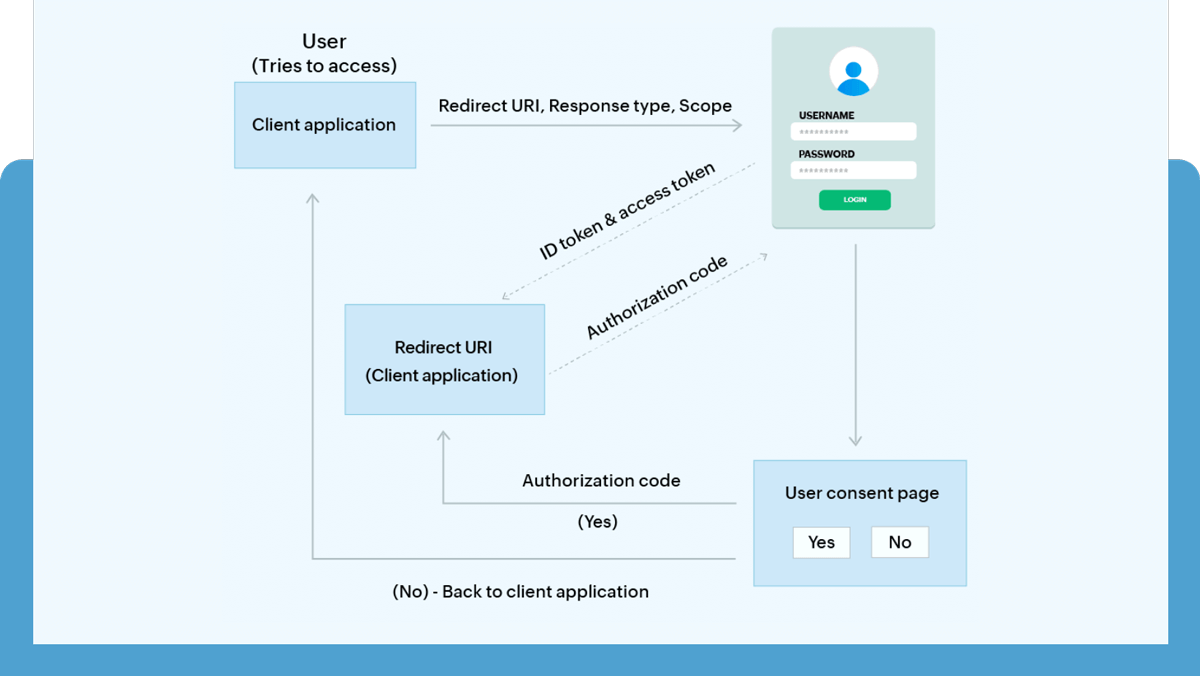 User
(Tries to access)
Client application
Redirect URI, Response type, Scope
USERNAME
**********
PASSWORD
**********
LOGIN
ID token & access token
Authorization code
Redirect URI
(Client application)
Authorization code
(Yes)
User consent page
Yes
No
(No) - Back to client application